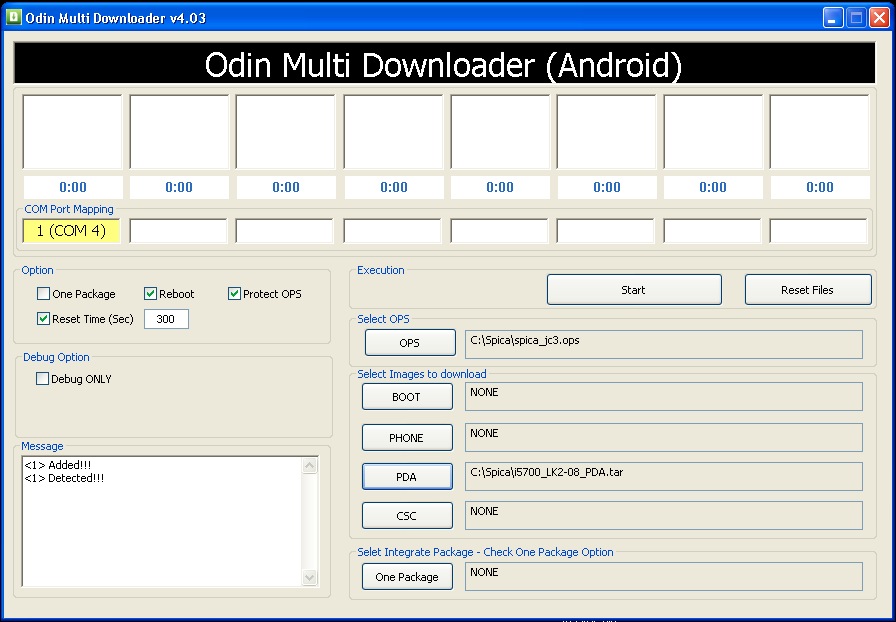 Odin Multi Downloader v4.03
Odin Multi Downloader (Android)
0:00 0:00 0:00 0:00 0:00 0:00 0:00 0:00
COM Port Mapping
1 (COM 4)
Option
One Package Reboot Protect OPS
Reset Time (Sec) 300
Debug Option
Debug ONLY
Message
<1> Added!!!
<1> Detected!!!
Execution
Start Reset Files
Select OPS
OPS C:\Spica\spica_jc3.ops
Select Images to download
BOOT NONE
PHONE NONE
PDA C:\Spica\i5700_LK2-08_PDA.tar
CSC NONE
Selet Integrate Package - Check One Package Option
One Package NONE